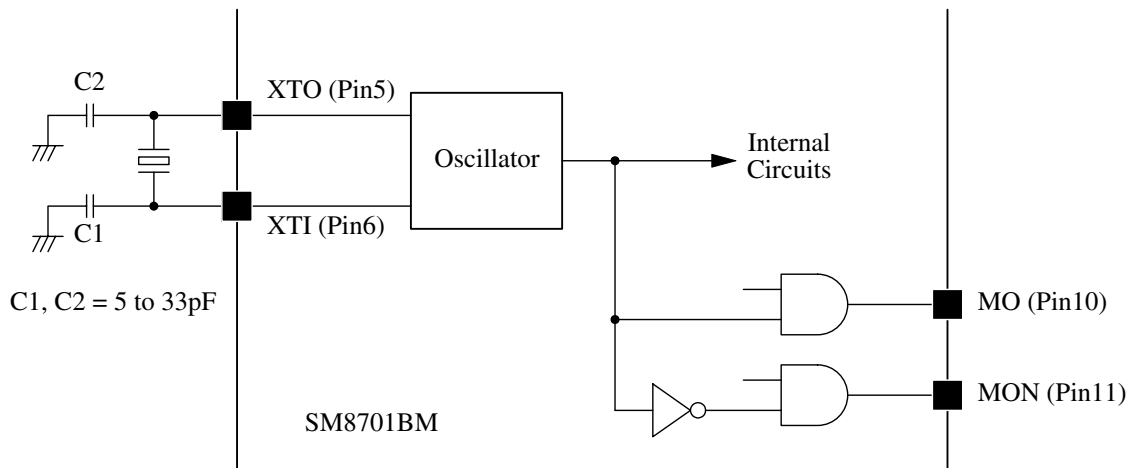 C2
XTO (Pin5)
Oscillator
Internal
Circuits
C1
XTI (Pin6)
C1, C2 = 5 to 33pF
MO (Pin10)
MON (Pin11)
SM8701BM